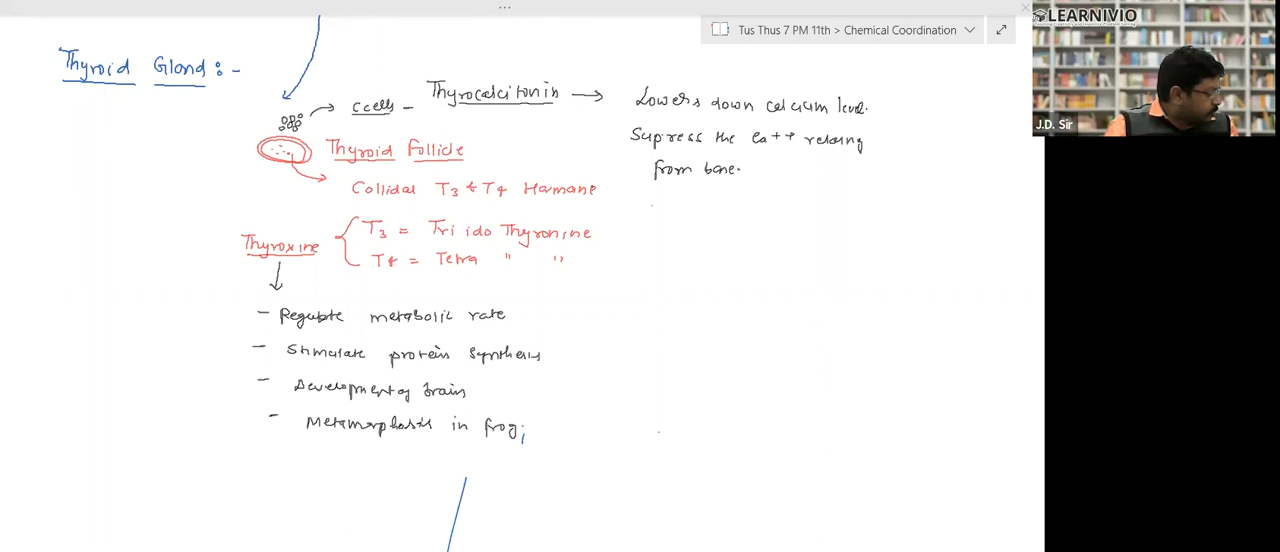 Tus Thus 7 PM 11th > Chemical Coordination
LEARNIVIO
J.D. Sir
Thyroid Gland:-
C cells - Thyrocalcitonin → Lowers down calcium level.
Supress the Ca++ relasing
from bone.
Thyroid Follicle
Collidal T3 & T4 Harmone
Thyroxine
T3 = Tri ido Thyronine
T4 = Tetra " "
- Regulate metabolic rate
- Stimulate protein synthesis
- Development of brain
- Metamorphosis in frog,